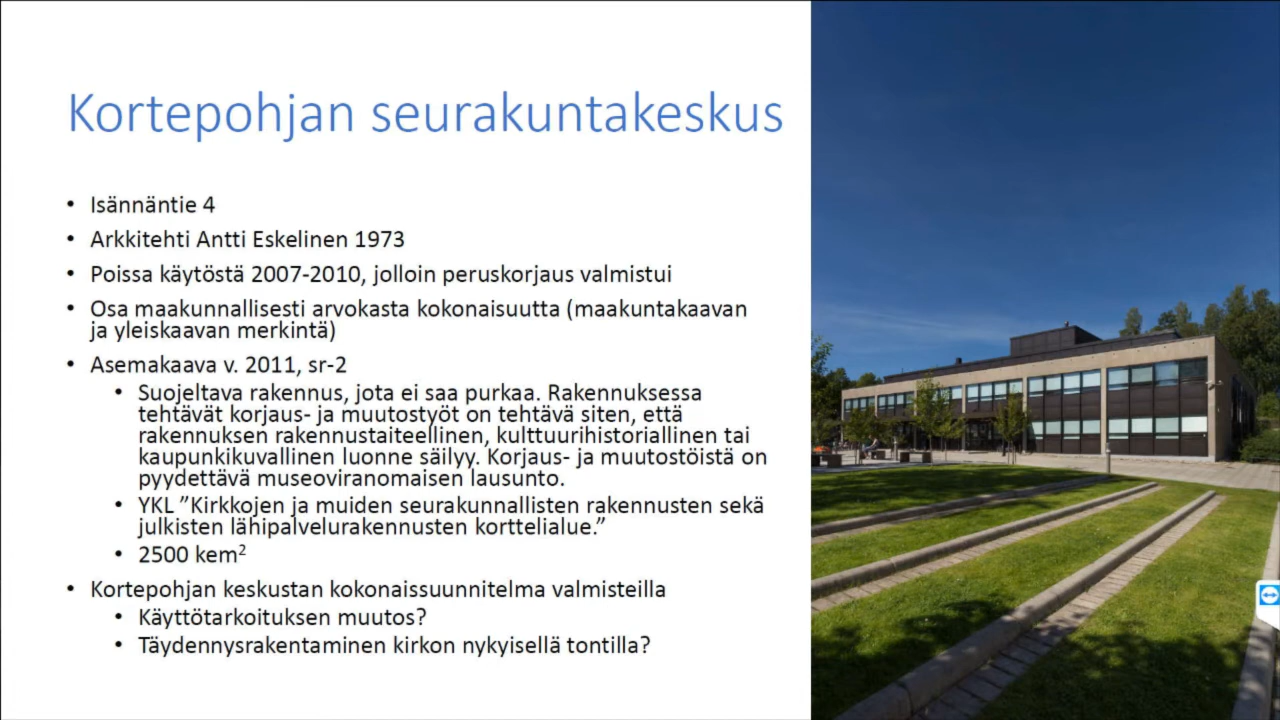 Kortepohjan seurakuntakeskus
• Isännäntie 4
• Arkkitehti Antti Eskelinen 1973
• Poissa käytöstä 2007-2010, jolloin peruskorjaus valmistui
• Osa maakunnallisesti arvokasta kokonaisuutta (maakuntakaavan
ja yleiskaavan merkintä)
• Asemakaava v. 2011, sr-2
• Suojeltava rakennus, jota ei saa purkaa. Rakennuksessa
tehtävät korjaus- ja muutostyöt on tehtävä siten, että
rakennuksen rakennustaiteellinen, kulttuurihistoriallinen tai
kaupunkikuvallinen luonne säilyy. Korjaus- ja muutostöistä on
pyydettävä museoviranomaisen lausunto.
• YKL ”Kirkkojen ja muiden seurakunnallisten rakennusten sekä
julkisten lähipalvelurakennusten korttelialue.”
• 2500 kem²
• Kortepohjan keskustan kokonaissuunnitelma valmisteilla
• Käyttötarkoituksen muutos?
• Täydennysrakentaminen kirkon nykyisellä tontilla?